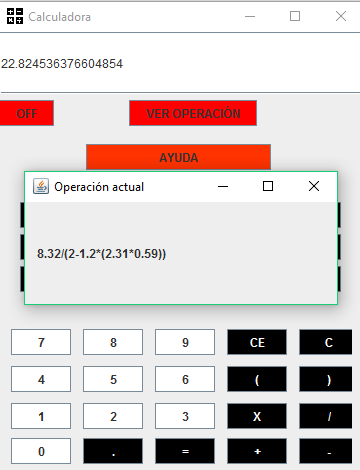 Calculadora
22.824536376604854
OFF VER OPERACIÓN
AYUDA
Operación actual
8.32/(2-1.2*(2.31*0.59))
7 8 9 CE C
4 5 6 ( )
1 2 3 X /
0 . = + -